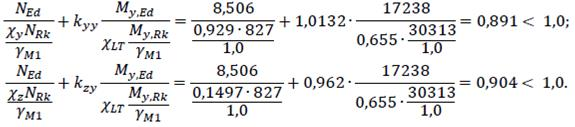 \frac{N_{Ed}}{\frac{\chi_y N_{Rk}}{\gamma_{M1}}} + k_{yy} \frac{M_{y,Ed}}{\chi_{LT} \frac{M_{y,Rk}}{\gamma_{M1}}} = \frac{8,506}{\frac{0,929 \cdot 827}{1,0}} + 1,0132 \cdot \frac{17238}{0,655 \cdot \frac{30313}{1,0}} = 0,891 < 1,0;
\frac{N_{Ed}}{\frac{\chi_z N_{Rk}}{\gamma_{M1}}} + k_{zy} \frac{M_{y,Ed}}{\chi_{LT} \frac{M_{y,Rk}}{\gamma_{M1}}} = \frac{8,506}{\frac{0,1497 \cdot 827}{1,0}} + 0,962 \cdot \frac{17238}{0,655 \cdot \frac{30313}{1,0}} = 0,904 < 1,0.